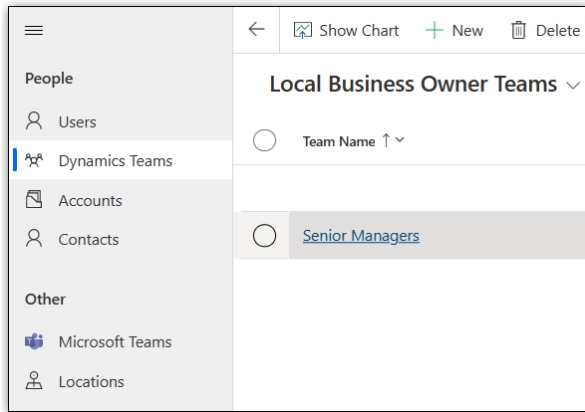 Show Chart
New
Delete
People
Users
Dynamics Teams
Accounts
Contacts
Other
Microsoft Teams
Locations
Local Business Owner Teams
Team Name
Senior Managers